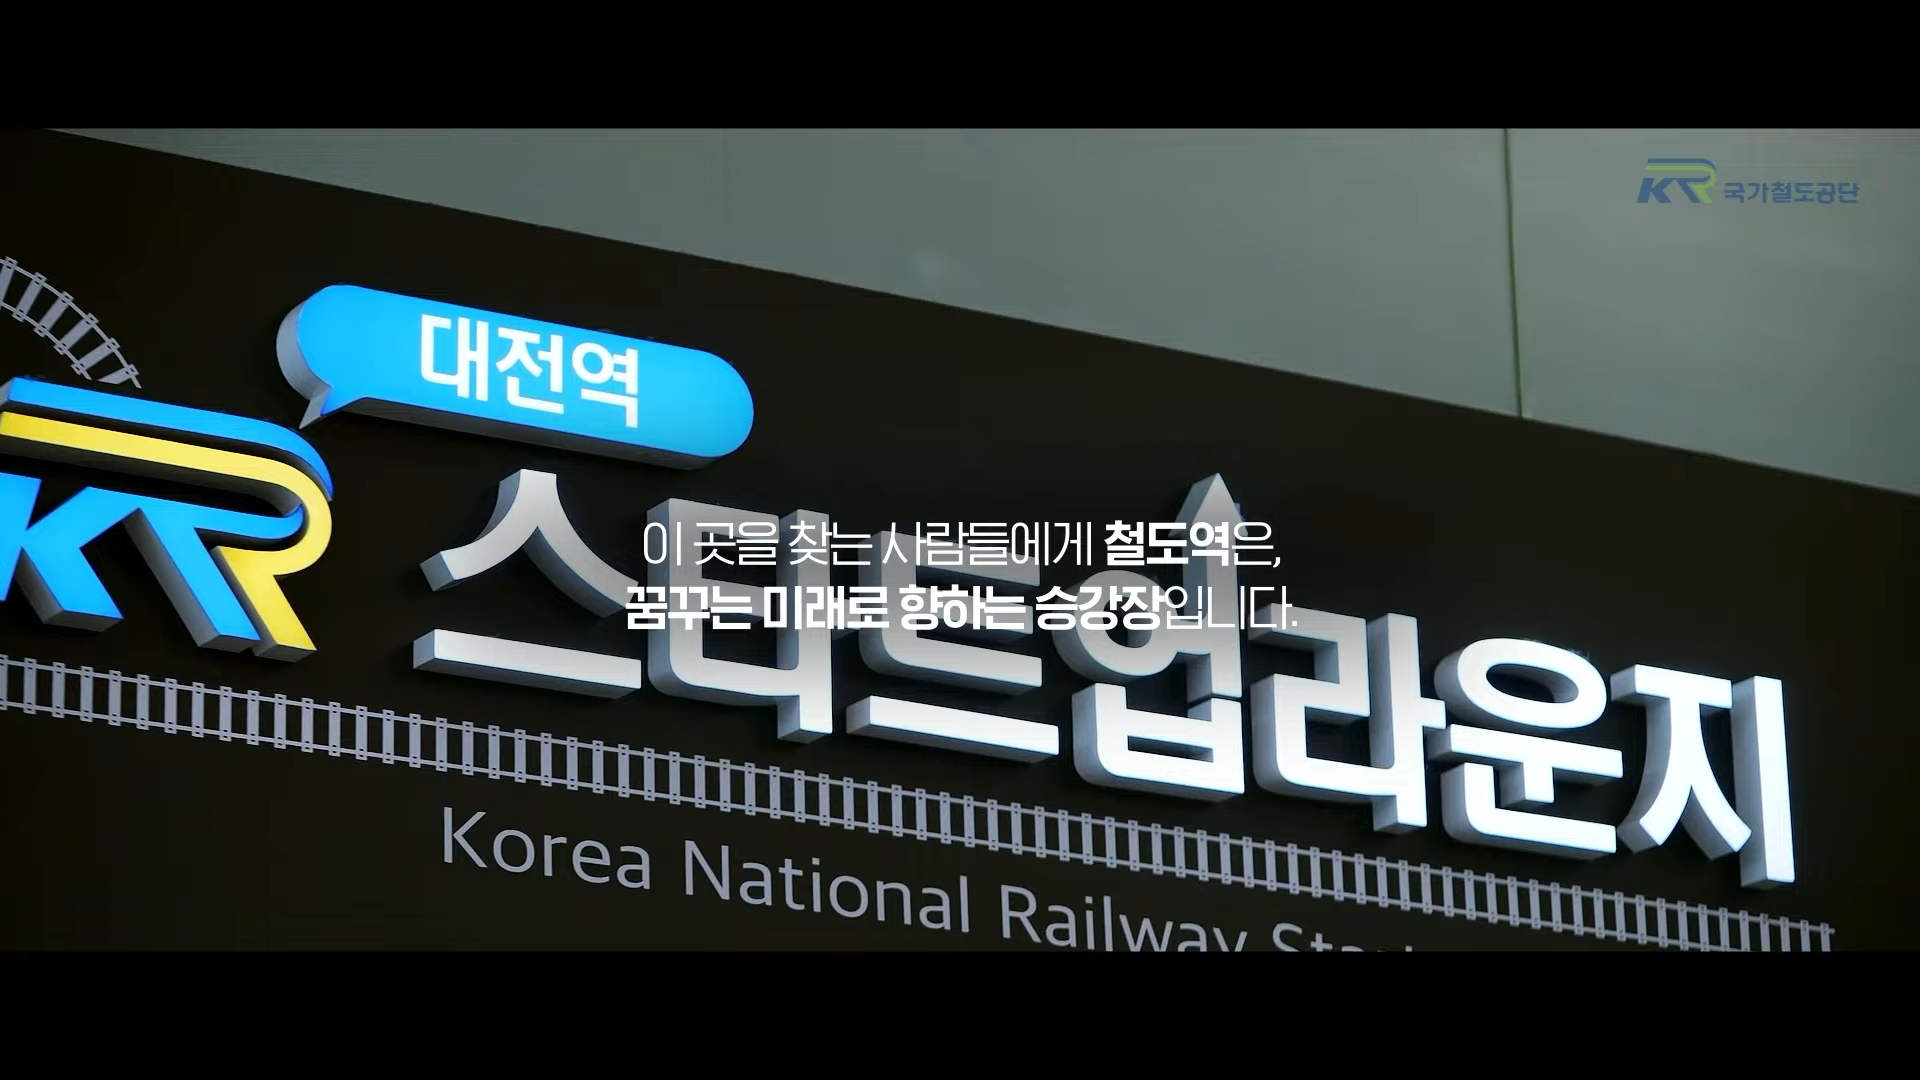 KR 국가철도공단
대전역
KR
스타트업라운지
이 곳을 찾는 사람들에게 철도역은,
꿈꾸는 미래로 향하는 승강장입니다.
Korea National Railway